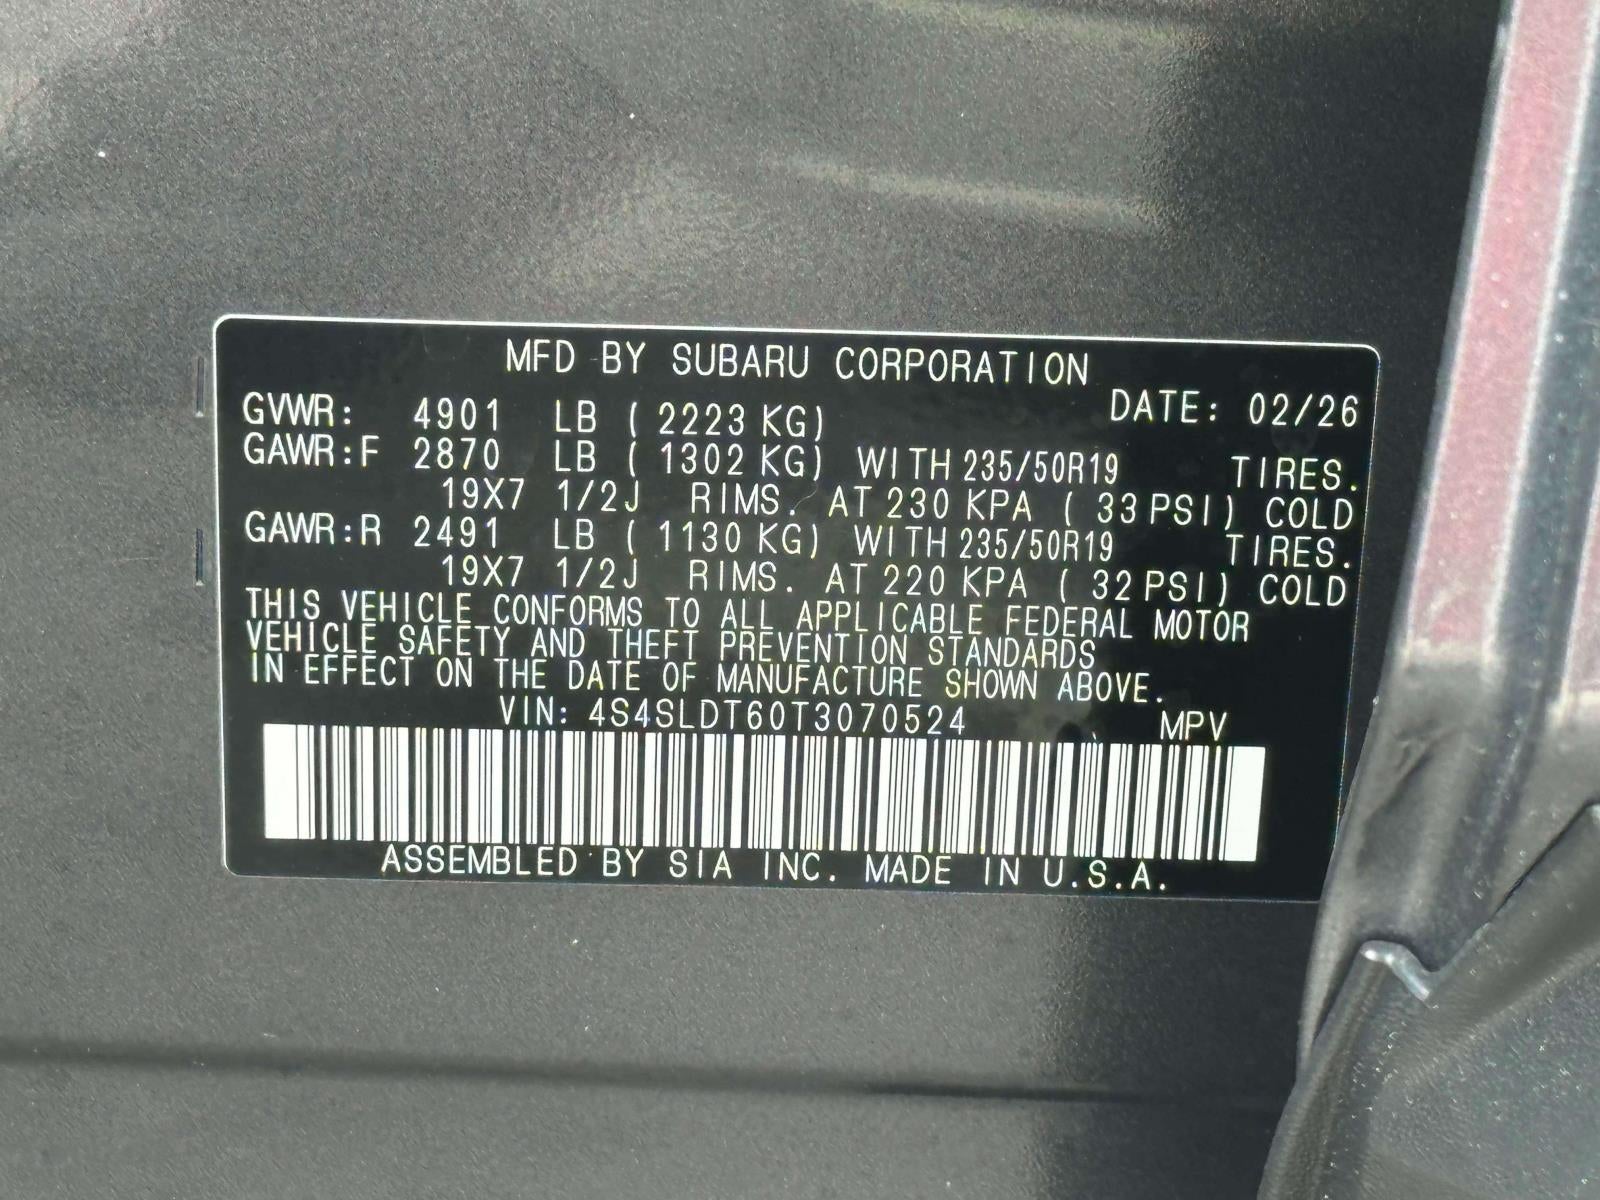 MFD BY SUBARU CORPORATION
GVWR: 4901 LB ( 2223 KG) DATE: 02/26
GAWR:F 2870 LB ( 1302 KG) WITH 235/50R19 TIRES.
19X7 1/2J RIMS. AT 230 KPA ( 33 PSI) COLD
GAWR:R 2491 LB ( 1130 KG) WITH 235/50R19 TIRES.
19X7 1/2J RIMS. AT 220 KPA ( 32 PSI) COLD
THIS VEHICLE CONFORMS TO ALL APPLICABLE FEDERAL MOTOR
VEHICLE SAFETY AND THEFT PREVENTION STANDARDS
IN EFFECT ON THE DATE OF MANUFACTURE SHOWN ABOVE.
VIN: 4S4SLDT60T3070524 MPV
ASSEMBLED BY SIA INC. MADE IN U.S.A.